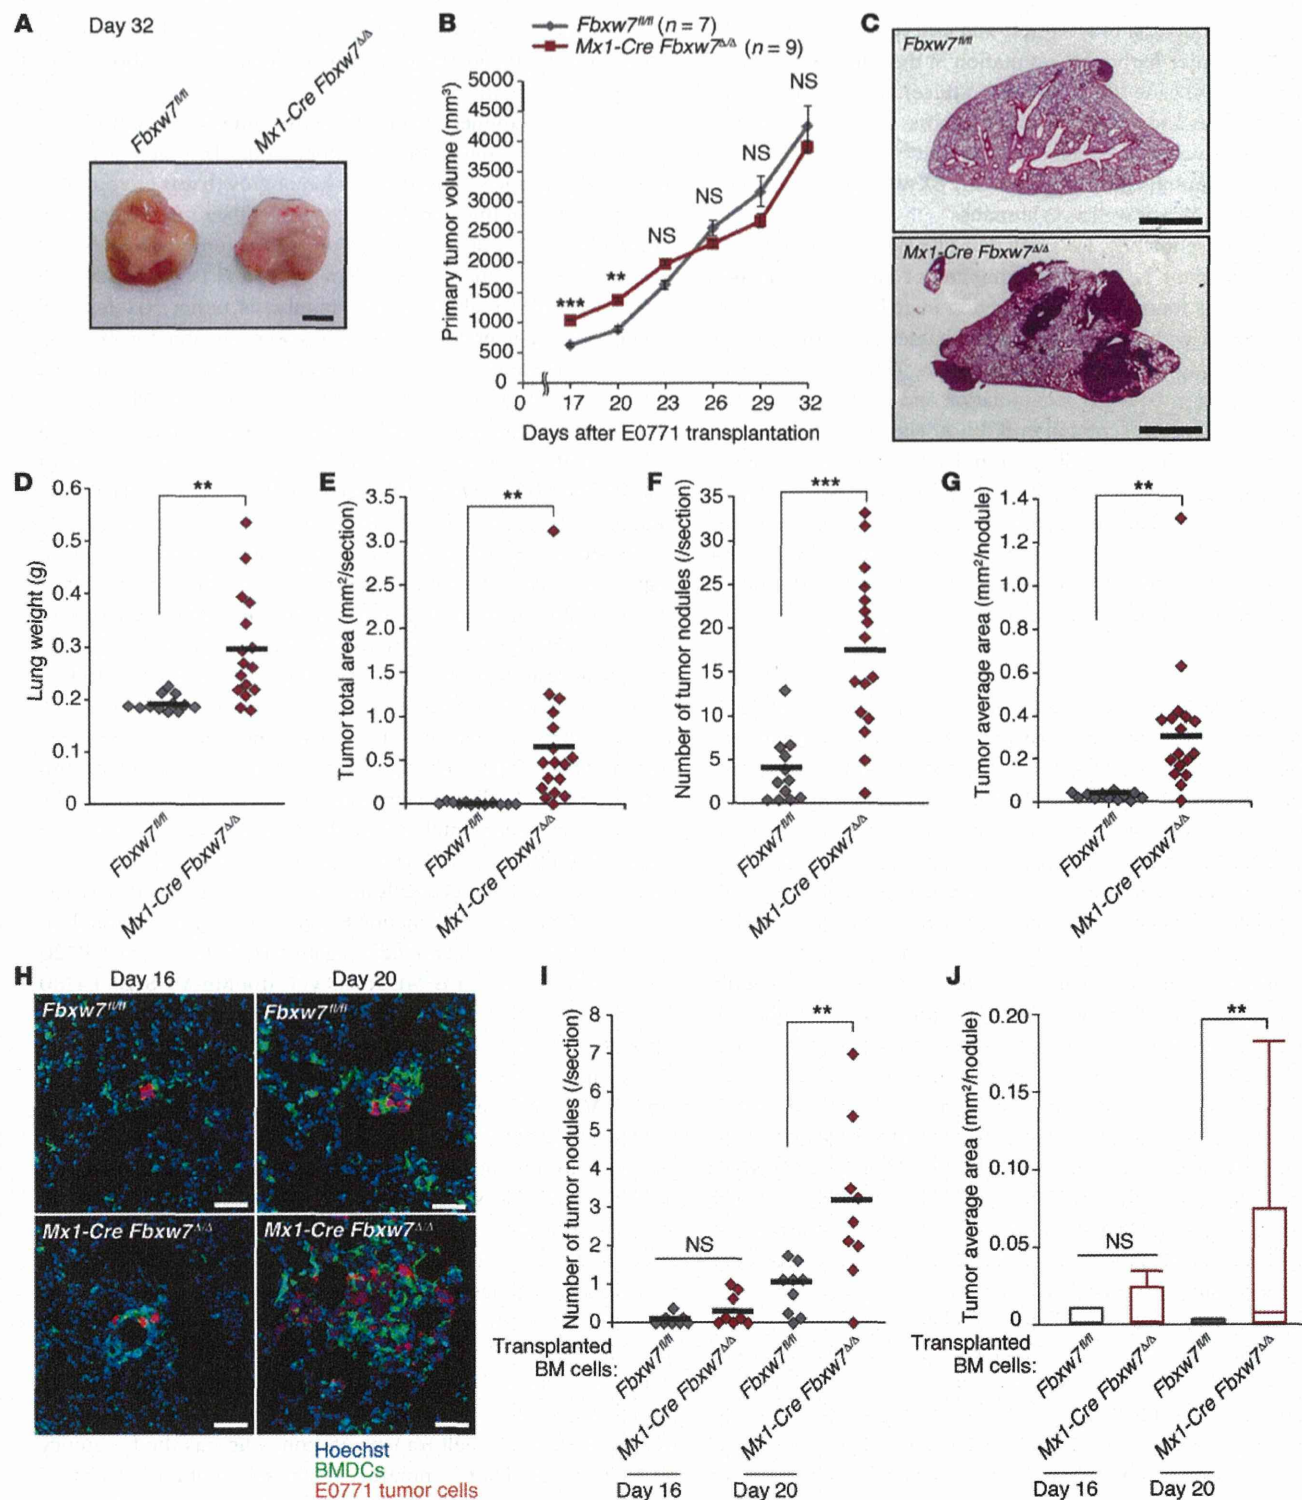 A
Day 32
Fbxw7fl/fl
Mx1-Cre Fbxw7Δ/Δ
B
Fbxw7fl/fl (n = 7)
Mx1-Cre Fbxw7Δ/Δ (n = 9)
Primary tumor volume (mm³)
5000
4500
4000
3500
3000
2500
2000
1500
1000
500
0
***
**
NS
NS
NS
NS
0 17 20 23 26 29 32
Days after E0771 transplantation
C
Fbxw7fl/fl
Mx1-Cre Fbxw7Δ/Δ
D
Lung weight (g)
0.6
0.5
0.4
0.3
0.2
0.1
0
**
Fbxw7fl/fl
Mx1-Cre Fbxw7Δ/Δ
E
Tumor total area (mm²/section)
3.5
3.0
2.5
2.0
1.5
1.0
0.5
0
**
Fbxw7fl/fl
Mx1-Cre Fbxw7Δ/Δ
F
Number of tumor nodules (/section)
35
30
25
20
15
10
5
0
***
Fbxw7fl/fl
Mx1-Cre Fbxw7Δ/Δ
G
Tumor average area (mm²/nodule)
1.4
1.2
1.0
0.8
0.6
0.4
0.2
0
**
Fbxw7fl/fl
Mx1-Cre Fbxw7Δ/Δ
H
Day 16 Day 20
Fbxw7fl/fl
Fbxw7fl/fl
Mx1-Cre Fbxw7Δ/Δ
Mx1-Cre Fbxw7Δ/Δ
Hoechst
BMDCs
E0771 tumor cells
I
Number of tumor nodules (/section)
8
7
6
5
4
3
2
1
0
NS
**
Transplanted
BM cells:
Fbxw7fl/fl
Mx1-Cre Fbxw7Δ/Δ
Fbxw7fl/fl
Mx1-Cre Fbxw7Δ/Δ
Day 16 Day 20
J
Tumor average area (mm²/nodule)
0.20
0.15
0.10
0.05
0
NS
**
Transplanted
BM cells:
Fbxw7fl/fl
Mx1-Cre Fbxw7Δ/Δ
Fbxw7fl/fl
Mx1-Cre Fbxw7Δ/Δ
Day 16 Day 20